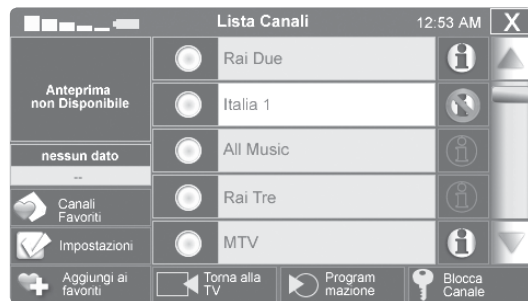 Lista Canali
12:53 AM
X
Anteprima
non Disponibile
nessun dato
--
Canali
Favoriti
Impostazioni
Aggiungi ai
favoriti
Rai Due
Italia 1
All Music
Rai Tre
MTV
Torna alla
TV
Program
mazione
Blocca
Canale